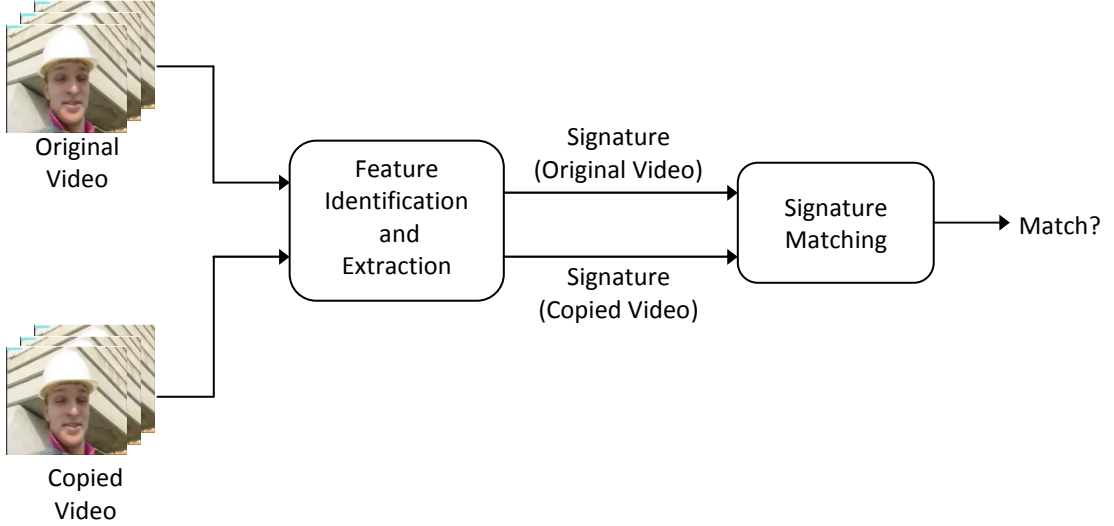 Original
Video
Feature
Identification
and
Extraction
Signature
(Original Video)
Signature
(Copied Video)
Signature
Matching
Match?
Copied
Video